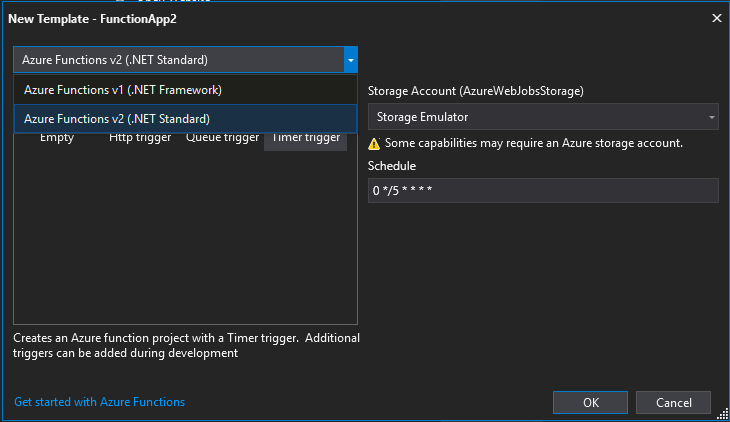 New Template - FunctionApp2
Azure Functions v2 (.NET Standard)
Azure Functions v1 (.NET Framework)
Azure Functions v2 (.NET Standard)
Empty Http trigger Queue trigger Timer trigger
Storage Account (AzureWebJobsStorage)
Storage Emulator
Some capabilities may require an Azure storage account.
Schedule
0 */5 * * * *
Creates an Azure function project with a Timer trigger. Additional
triggers can be added during development
Get started with Azure Functions
OK Cancel